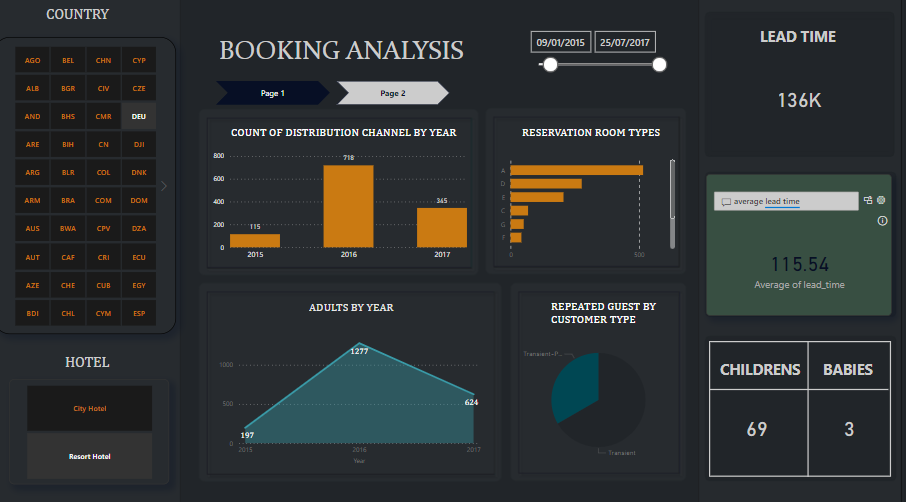 COUNTRY
AGO BEL CHN CYP
ALB BGR CIV CZE
AND BHS CMR DEU
ARE BIH CN DJI
ARG BLR COL DNK
ARM BRA COM DOM
AUS BWA CPV DZA
AUT CAF CRI ECU
AZE CHE CUB EGY
BDI CHL CYM ESP
HOTEL
City Hotel
Resort Hotel
BOOKING ANALYSIS
09/01/2015 25/07/2017
Page 1 Page 2
COUNT OF DISTRIBUTION CHANNEL BY YEAR
800
600
400
200
0
115
718
345
2015 2016 2017
RESERVATION ROOM TYPES
A
D
E
C
G
F
0 500
ADULTS BY YEAR
1000
500
0
197
1277
624
2015 2016 2017
Year
REPEATED GUEST BY
CUSTOMER TYPE
Transient-P...
Transient
LEAD TIME
136K
average lead time
115.54
Average of lead_time
CHILDRENS BABIES
69 3